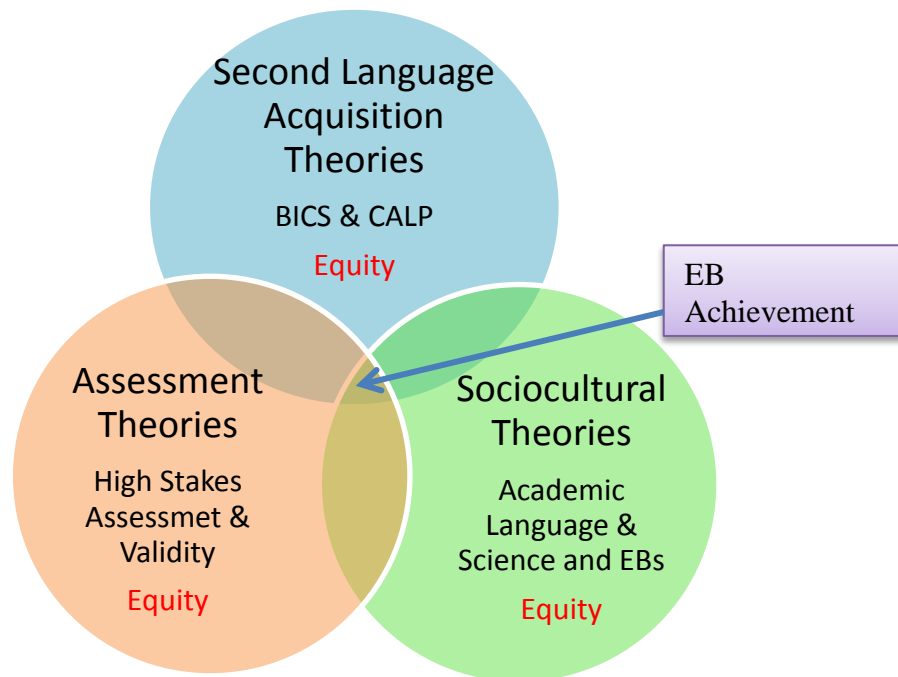 Second Language
Acquisition
Theories
BICS & CALP
Equity
EB
Achievement
Assessment
Theories
High Stakes
Assessmet &
Validity
Equity
Sociocultural
Theories
Academic
Language &
Science and EBs
Equity